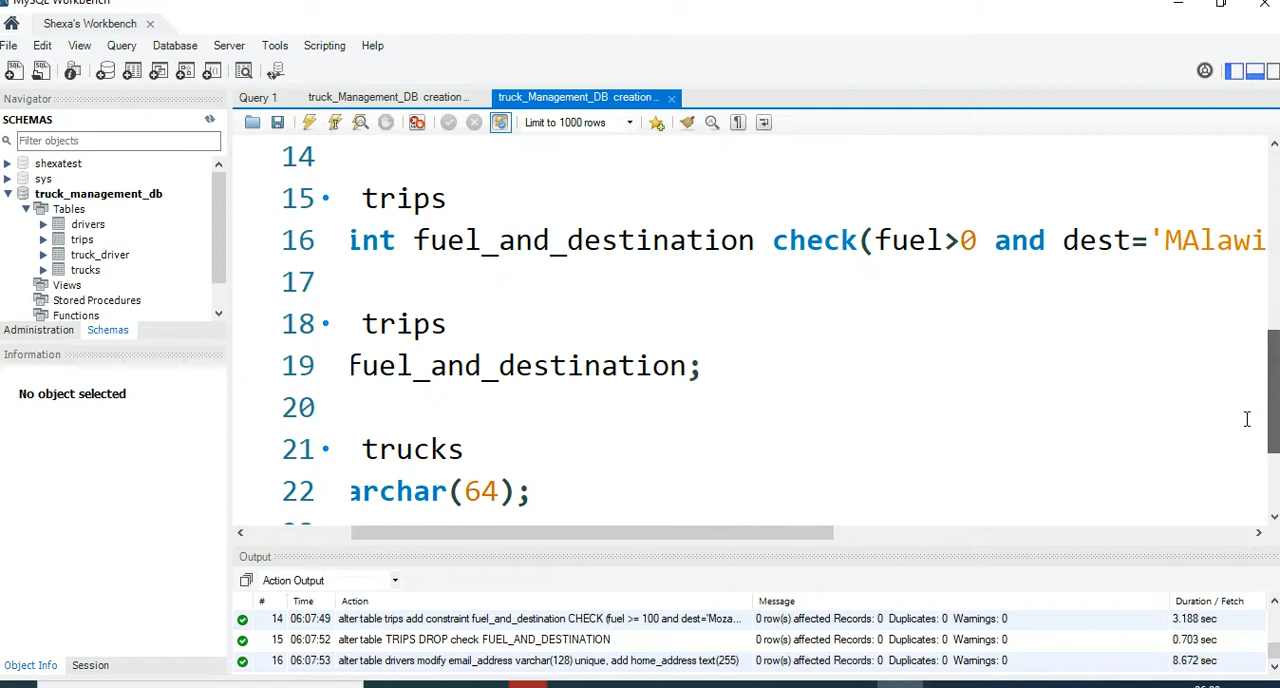 MySQL Workbench
Shexa's Workbench
File Edit View Query Database Server Tools Scripting Help
Navigator
SCHEMAS
Filter objects
shexatest
sys
truck_management_db
Tables
drivers
trips
truck_driver
trucks
Views
Stored Procedures
Functions
Administration Schemas
Information
No object selected
Object Info Session
Query 1 truck_Management_DB creation... truck_Management_DB creation...
Limit to 1000 rows
14
15 trips
16 int fuel_and_destination check(fuel>0 and dest='MAlawi
17
18 trips
19 fuel_and_destination;
20
21 trucks
22 archar(64);
Output
Action Output
# Time Action Message Duration / Fetch
14 06:07:49 alter table trips add constraint fuel_and_destination CHECK (fuel >= 100 and dest='Moza... 0 row(s) affected Records: 0 Duplicates: 0 Warnings: 0 3.188 sec
15 06:07:52 alter table TRIPS DROP check FUEL_AND_DESTINATION 0 row(s) affected Records: 0 Duplicates: 0 Warnings: 0 0.703 sec
16 06:07:53 alter table drivers modify email_address varchar(128) unique, add home_address text(255) 0 row(s) affected Records: 0 Duplicates: 0 Warnings: 0 8.672 sec